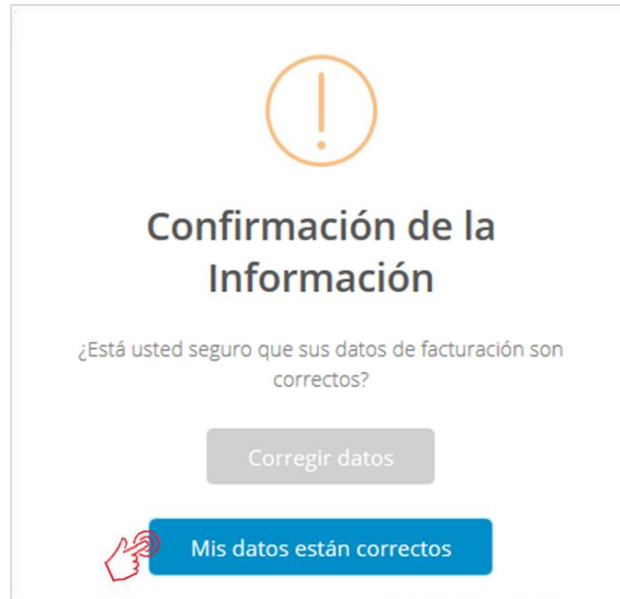 Confirmación de la
Información
¿Está usted seguro que sus datos de facturación son
correctos?
Corregir datos
Mis datos están correctos